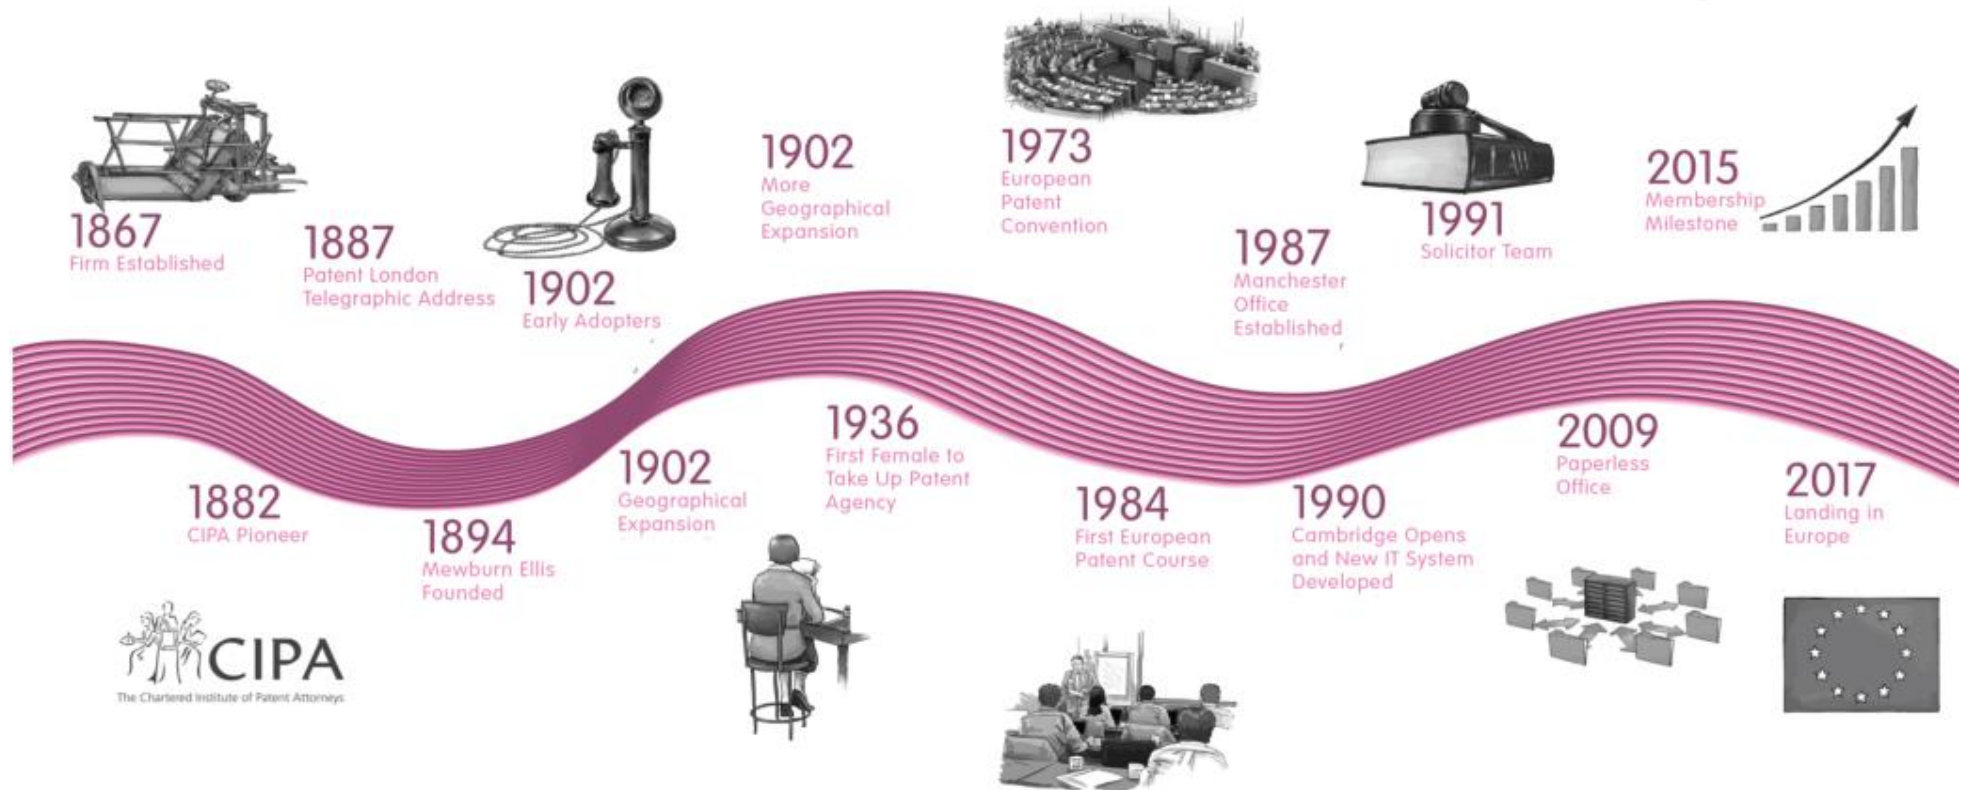 1867
Firm Established
1882
CIPA Pioneer
CIPA
The Chartered Institute of Patent Attorneys
1887
Patent London
Telegraphic Address
1894
Mewburn Ellis
Founded
1902
Early Adopters
1902
Geographical
Expansion
1902
More
Geographical
Expansion
1936
First Female to
Take Up Patent
Agency
1973
European
Patent
Convention
1984
First European
Patent Course
1987
Manchester
Office
Established
1990
Cambridge Opens
and New IT System
Developed
1991
Solicitor Team
2009
Paperless
Office
2015
Membership
Milestone
2017
Landing in
Europe